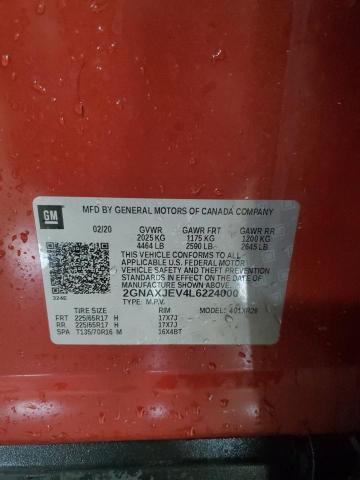 GM
MFD BY GENERAL MOTORS OF CANADA COMPANY
02/20 GVWR GAWR FRT GAWR RR
2025 KG 1175 KG 1200 KG
4464 LB 2590 LB 2645 LB
THIS VEHICLE CONFORMS TO ALL
APPLICABLE U.S. FEDERAL MOTOR
VEHICLE SAFETY STANDARDS IN
EFFECT ON THE DATE OF
MANUFACTURE SHOWN ABOVE.
2GNAXJEV4L6224000
324E TYPE: M.P.V.
TIRE SIZE RIM MODEL: 401XR26
FRT 225/65R17 H 17X7J
RR 225/65R17 H 17X7J
SPA T135/70R16 M 16X4BT